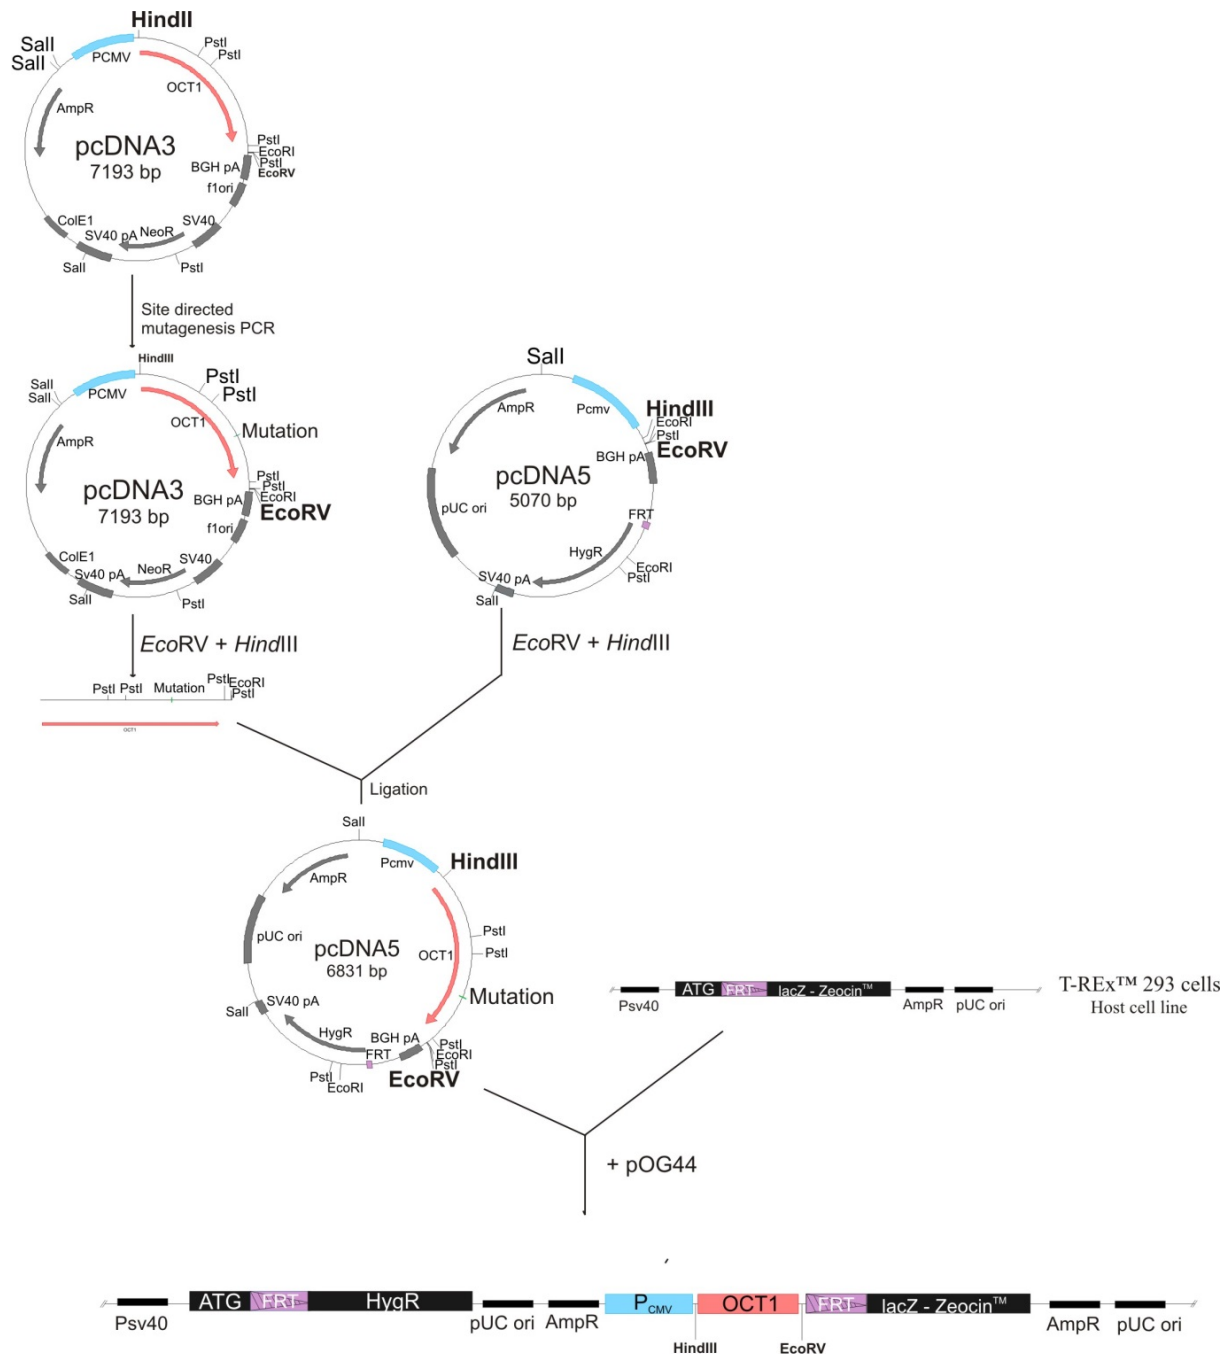 HindII
SalI
SalI
PCMV
PstI
PstI
OCT1
AmpR
pcDNA3
7193 bp
PstI
EcoRI
PstI
EcoRV
BGH pA
f1ori
ColE1
SV40
SV40 pA
NeoR
SalI
PstI
Site directed
mutagenesis PCR
HindIII
SalI
SalI
PCMV
PstI
PstI
OCT1
Mutation
AmpR
pcDNA3
7193 bp
PstI
PstI
EcoRI
EcoRV
BGH pA
f1ori
ColE1
SV40
Sv40 pA
NeoR
SalI
PstI
SalI
AmpR
Pcmv
HindIII
EcoRI
PstI
EcoRV
BGH pA
pcDNA5
5070 bp
pUC ori
FRT
HygR
EcoRI
PstI
SV40 pA
SalI
EcoRV + HindIII
EcoRV + HindIII
PstI PstI Mutation PstI EcoRI
PstI
OCT1
Ligation
SalI
Pcmv
HindIII
AmpR
pUC ori
pcDNA5
6831 bp
OCT1
PstI
PstI
Mutation
SV40 pA
SalI
HygR
BGH pA
FRT
PstI
EcoRI
PstI
EcoRV
PstI
EcoRI
ATG FRT lacZ - Zeocin™
Psv40 AmpR pUC ori
T-REx™ 293 cells
Host cell line
+ pOG44
ATG FRT HygR PCMV OCT1 FRT lacZ - Zeocin™
Psv40 pUC ori AmpR AmpR pUC ori
HindIII EcoRV